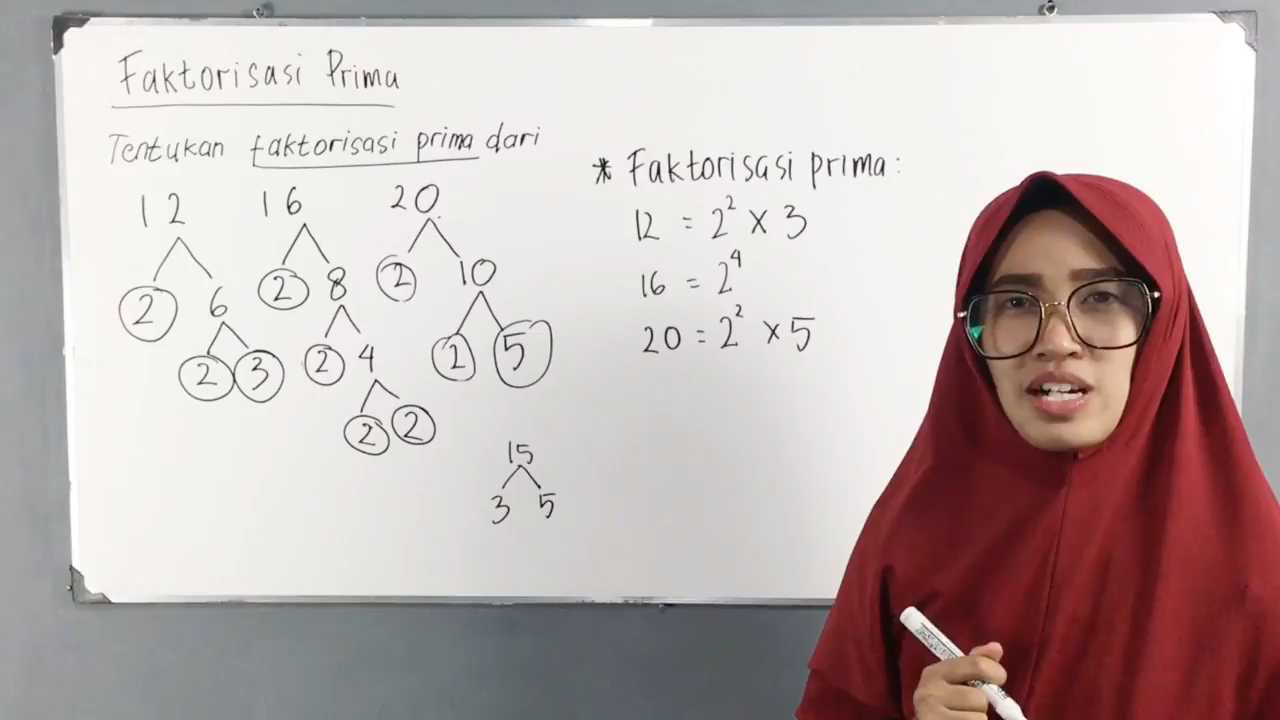 Faktorisasi Prima
Tentukan faktorisasi prima dari
12 16 20
2 6 2 8 2 10
2 3 2 4 2 5
2 2
15
3 5
* Faktorisasi prima:
12 = 2² × 3
16 = 2⁴
20 = 2² × 5